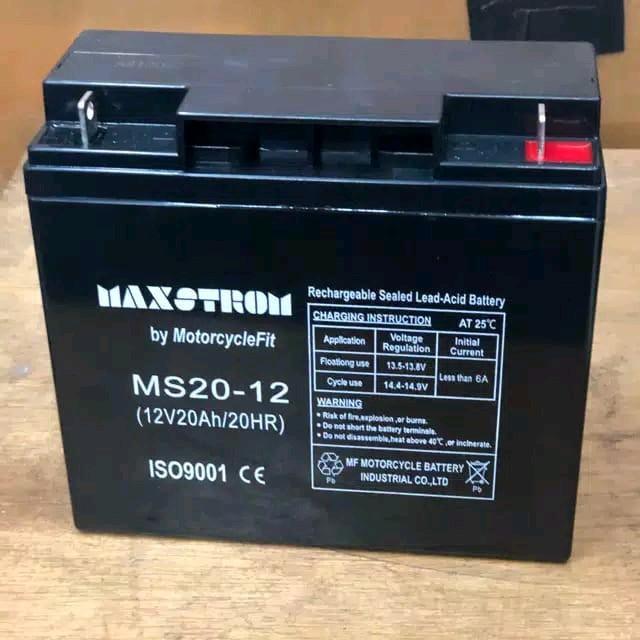 MAXSTROM
by MotorcycleFit
MS20-12
(12V20Ah/20HR)
ISO9001 CE
Rechargeable Sealed Lead-Acid Battery
CHARGING INSTRUCTION AT 25℃
Application Voltage Regulation Initial Current
Floationg use 13.5-13.8V Less than 6A
Cycle use 14.4-14.9V
WARNING
Risk of fire,explosion ,or burns.
Do not short the battery terminals.
Do not disassemble,heat above 40℃ ,or inclnerate.
MF MOTORCYCLE BATTERY
INDUSTRIAL CO.,LTD
Pb
Pb